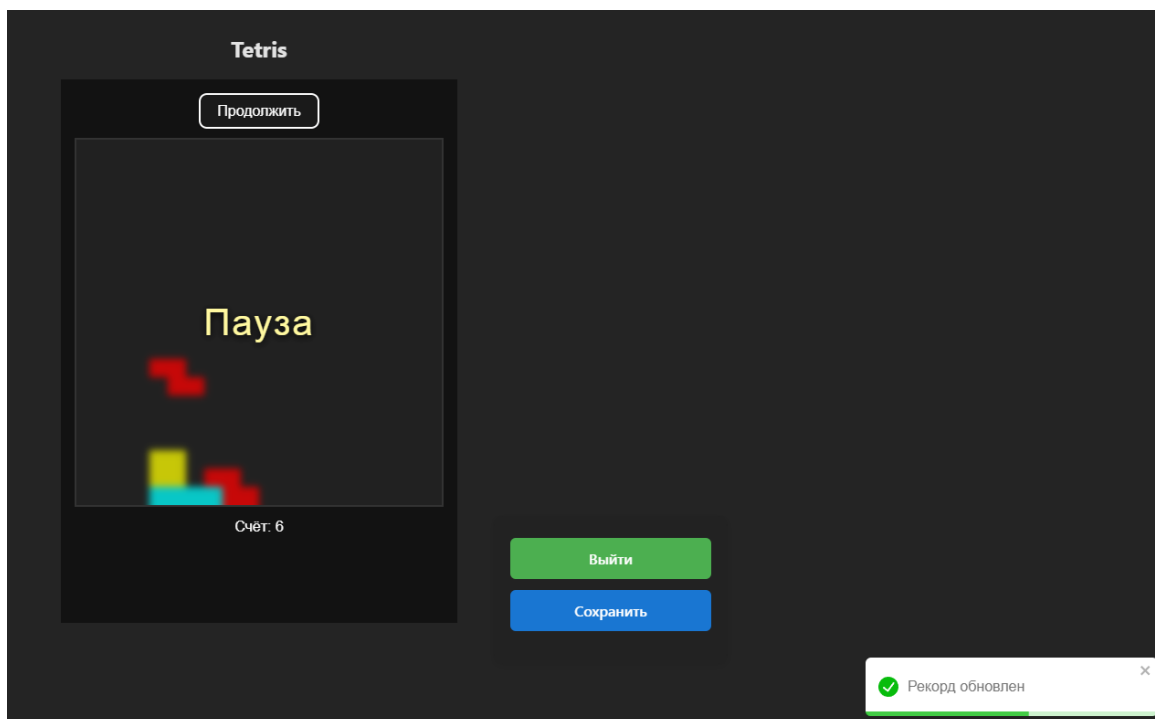 Tetris
Продолжить
Пауза
Счёт: 6
Выйти
Сохранить
Рекорд обновлен